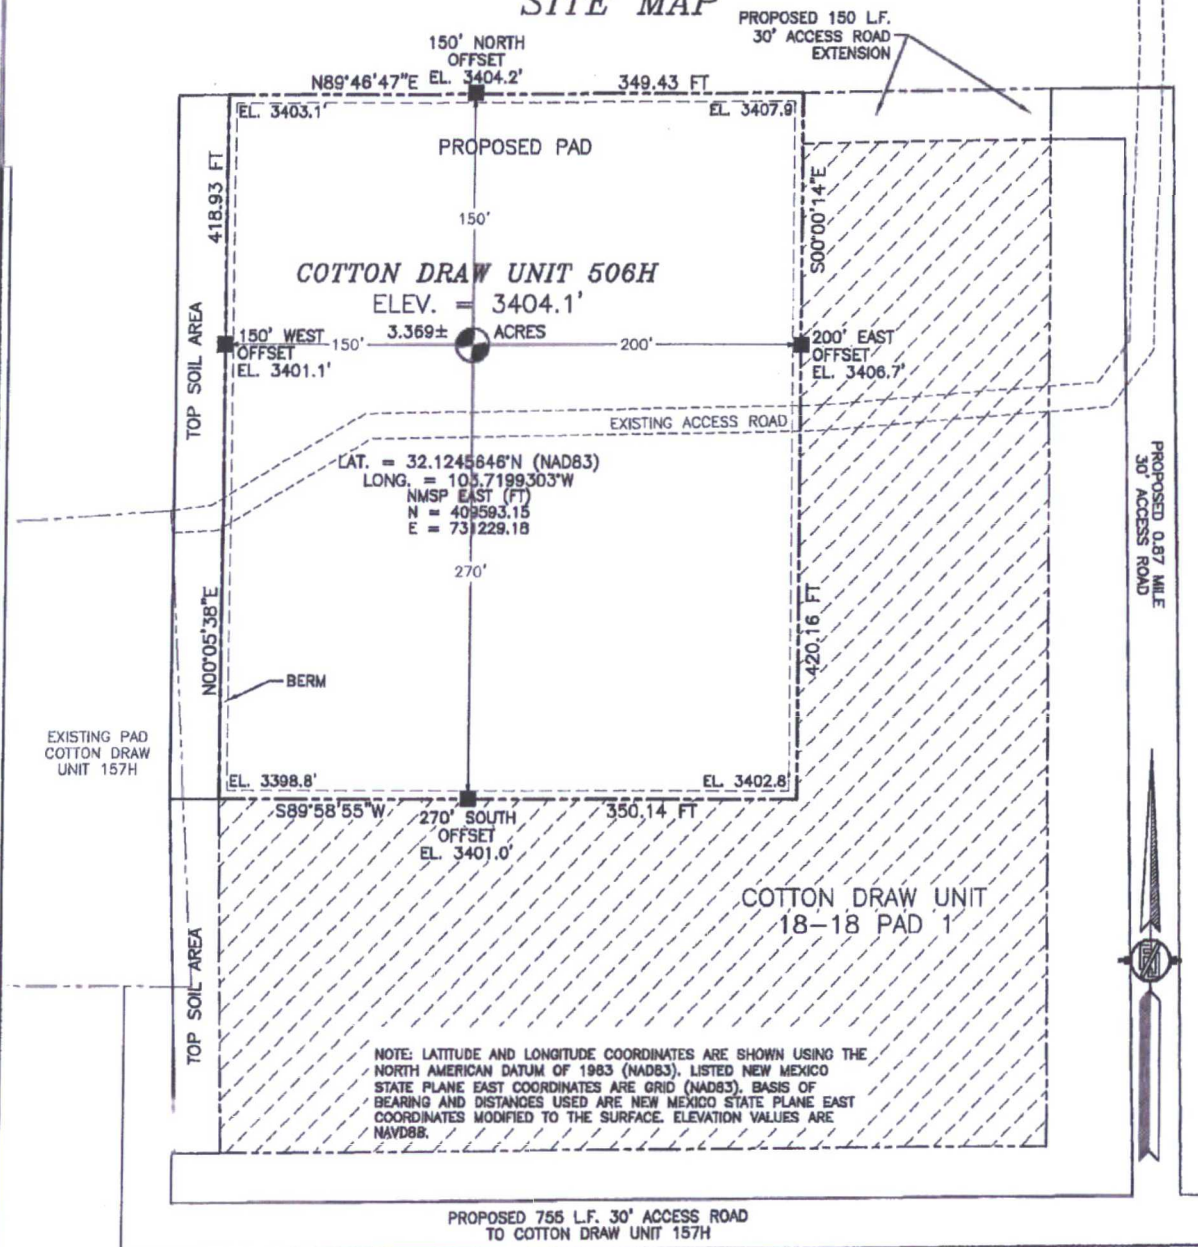 SITE MAP
PROPOSED 150 L.F.
30' ACCESS ROAD
EXTENSION
150' NORTH
OFFSET
EL. 3404.2'
N89°46'47"E
349.43 FT
EL. 3403.1'
EL. 3407.9'
PROPOSED PAD
418.93 FT
150'
S00°00'14"E
COTTON DRAW UNIT 506H
ELEV. = 3404.1'
3.369± ACRES
150' WEST
OFFSET
EL. 3401.1'
150'
200'
200' EAST
OFFSET
EL. 3406.7'
TOP SOIL AREA
EXISTING ACCESS ROAD
LAT. = 32.1245646°N (NAD83)
LONG. = 103.7199303°W
NMSP EAST (FT)
N = 409593.15
E = 731229.18
PROPOSED 0.87 MILE
30' ACCESS ROAD
270'
N00°05'38"E
420.16 FT
BERM
EXISTING PAD
COTTON DRAW
UNIT 157H
EL. 3398.8'
EL. 3402.8'
S89°58'55"W
350.14 FT
270' SOUTH
OFFSET
EL. 3401.0'
COTTON DRAW UNIT
18-18 PAD 1
TOP SOIL AREA
NOTE: LATITUDE AND LONGITUDE COORDINATES ARE SHOWN USING THE
NORTH AMERICAN DATUM OF 1983 (NAD83). LISTED NEW MEXICO
STATE PLANE EAST COORDINATES ARE GRID (NAD83). BASIS OF
BEARING AND DISTANCES USED ARE NEW MEXICO STATE PLANE EAST
COORDINATES MODIFIED TO THE SURFACE. ELEVATION VALUES ARE
NAVD88.
PROPOSED 755 L.F. 30' ACCESS ROAD
TO COTTON DRAW UNIT 157H